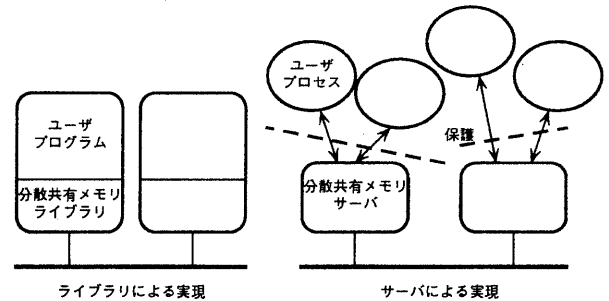 ユーザ
プログラム
分散共有メモリ
ライブラリ
ライブラリによる実現
ユーザ
プロセス
保護
分散共有メモリ
サーバ
サーバによる実現